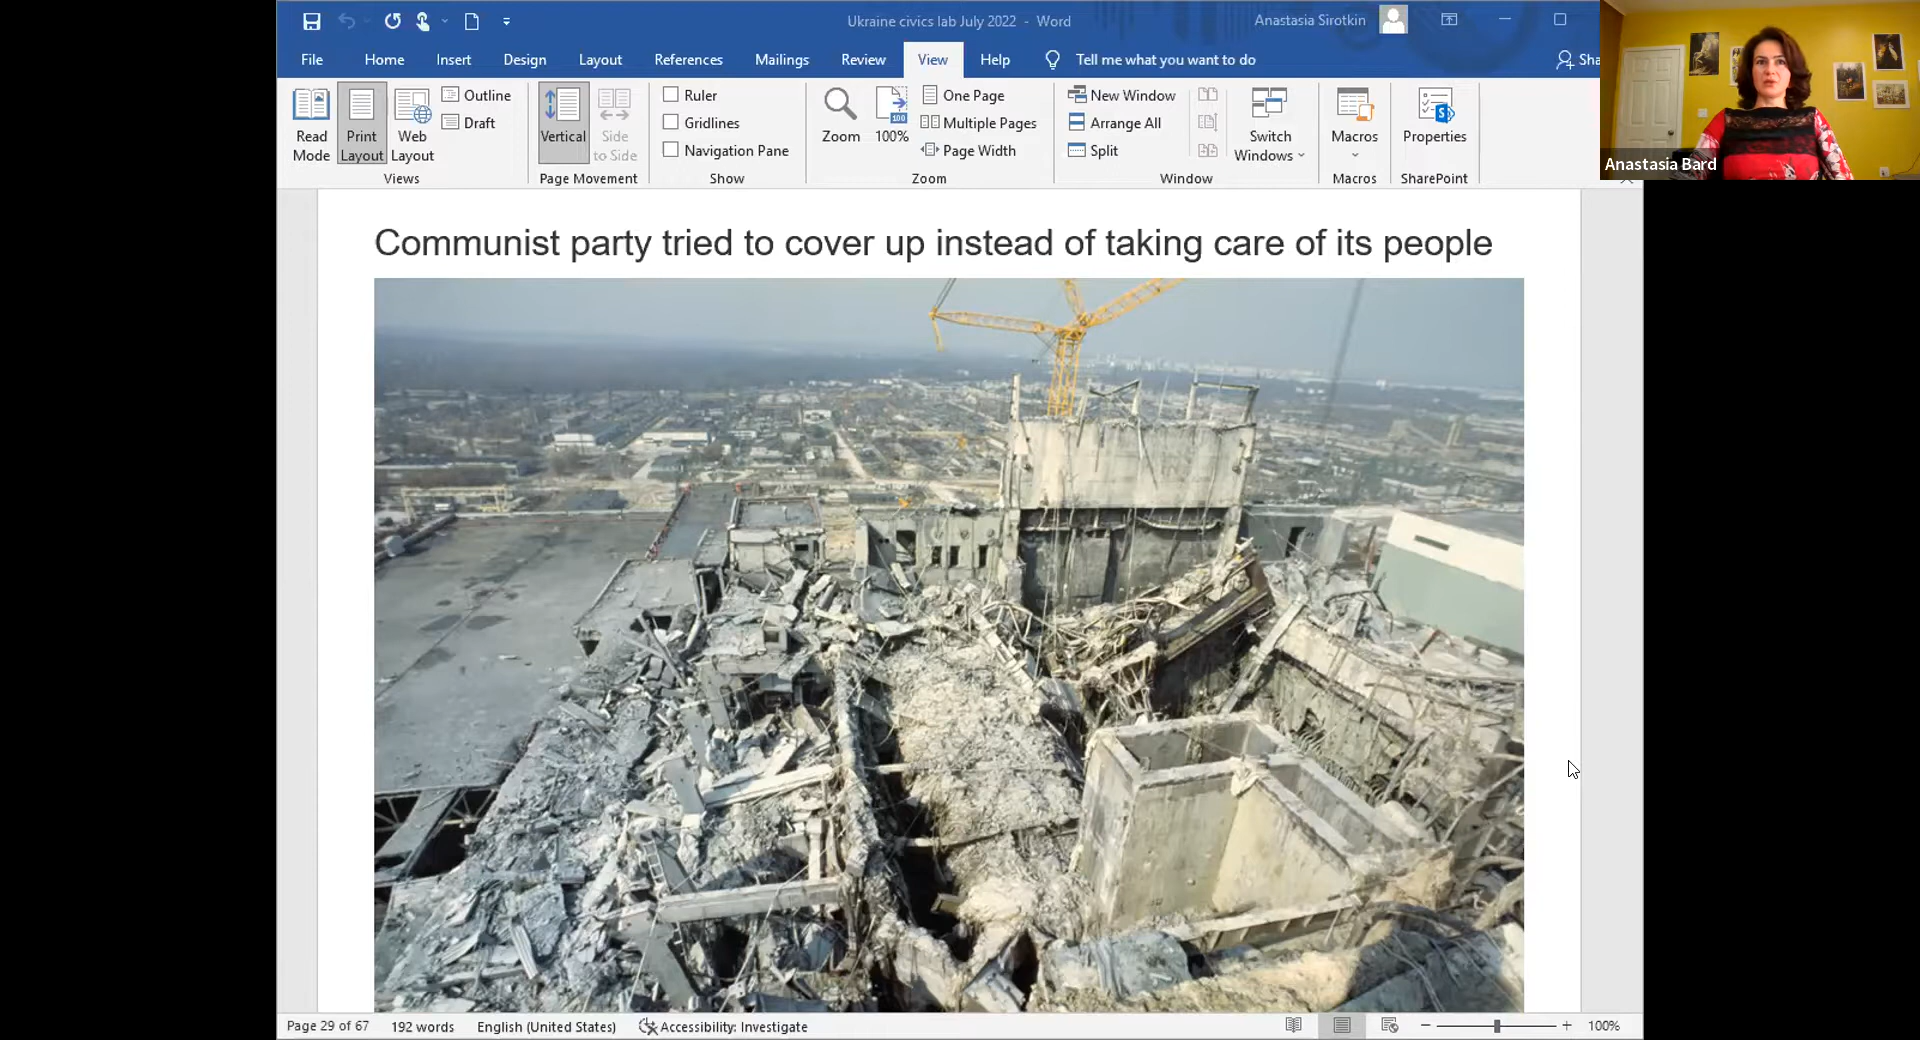 Ukraine civics lab July 2022 - Word
Anastasia Sirotkin
File Home Insert Design Layout References Mailings Review View Help Tell me what you want to do Sha
Read Mode
Print Layout
Web Layout
Outline
Draft
Views
Vertical
Side to Side
Page Movement
Ruler
Gridlines
Navigation Pane
Show
Zoom
100
100%
One Page
Multiple Pages
Page Width
Zoom
New Window
Arrange All
Split
Switch Windows
Window
Macros
Macros
S
Properties
SharePoint
Anastasia Bard
Communist party tried to cover up instead of taking care of its people
Page 29 of 67 192 words English (United States) Accessibility: Investigate 100%